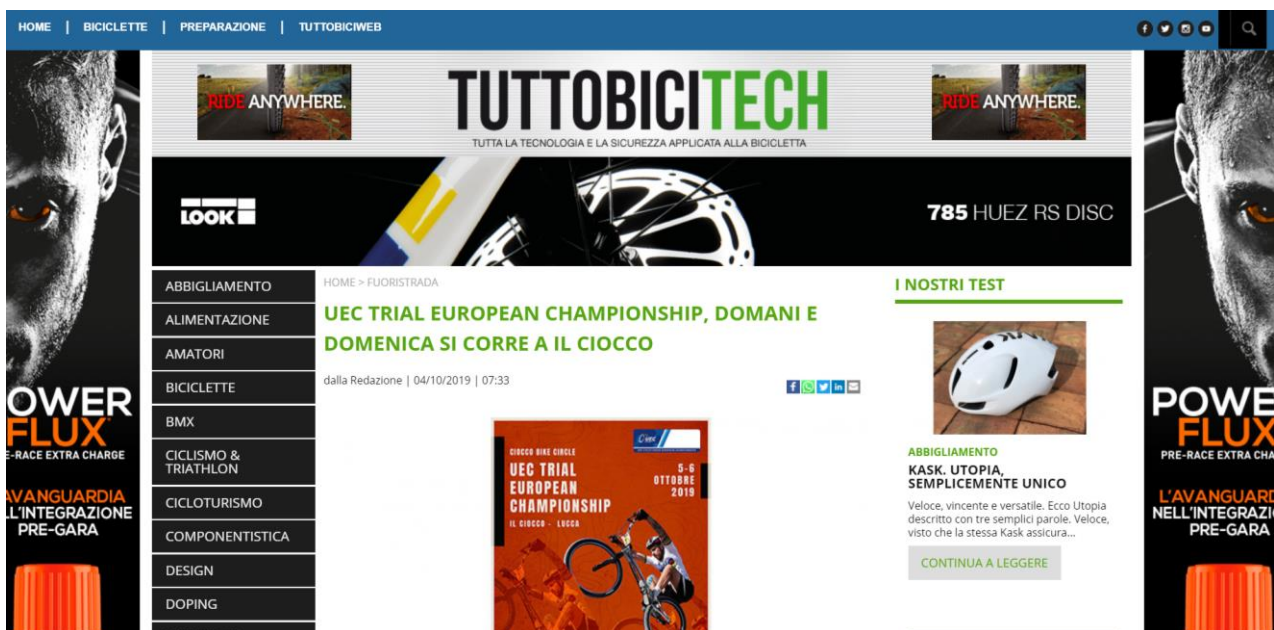 HOME | BICICLETTE | PREPARAZIONE | TUTTOBICIWEB
RIDE ANYWHERE.
TUTTOBICITECH
TUTTA LA TECNOLOGIA E LA SICUREZZA APPLICATA ALLA BICICLETTA
RIDE ANYWHERE.
LOOK
785 HUEZ RS DISC
ABBIGLIAMENTO
ALIMENTAZIONE
AMATORI
BICICLETTE
BMX
CICLISMO &
TRIATHLON
CICLOTURISMO
COMPONENTISTICA
DESIGN
DOPING
HOME > FUORISTRADA
UEC TRIAL EUROPEAN CHAMPIONSHIP, DOMANI E
DOMENICA SI CORRE A IL CIOCCO
dalla Redazione | 04/10/2019 | 07:33
CIOCCO BIKE CIRCLE
UEC TRIAL
EUROPEAN
CHAMPIONSHIP
IL CIOCCO - LUCCA
5-6
OTTOBRE
2019
I NOSTRI TEST
ABBIGLIAMENTO
KASK. UTOPIA,
SEMPLICEMENTE UNICO
Veloce, vincente e versatile. Ecco Utopia
descritto con tre semplici parole. Veloce,
visto che la stessa Kask assicura...
CONTINUA A LEGGERE
OWER
FLUX
E-RACE EXTRA CHARGE
AVANGUARDIA
LL'INTEGRAZIONE
PRE-GARA
POWE
FLUX
PRE-RACE EXTRA CHA
L'AVANGUARD
NELL'INTEGRAZI
PRE-GARA